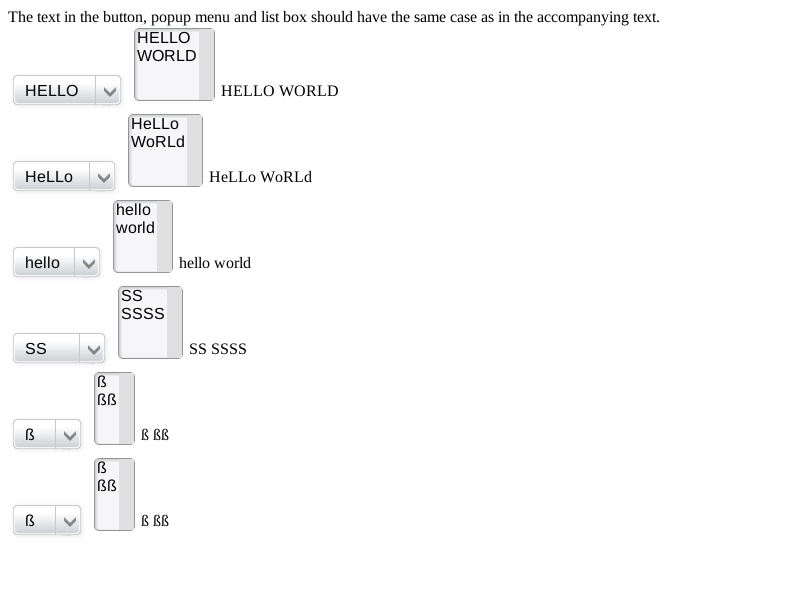 The text in the button, popup menu and list box should have the same case as in the accompanying text.
HELLO
HELLO
WORLD
HELLO WORLD
HeLLo
HeLLo
WoRLd
HeLLo WoRLd
hello
hello
world
hello world
SS
SS
SSSS
SS SSSS
ß
ß
ßß
ß ßß
ß
ß
ßß
ß ßß